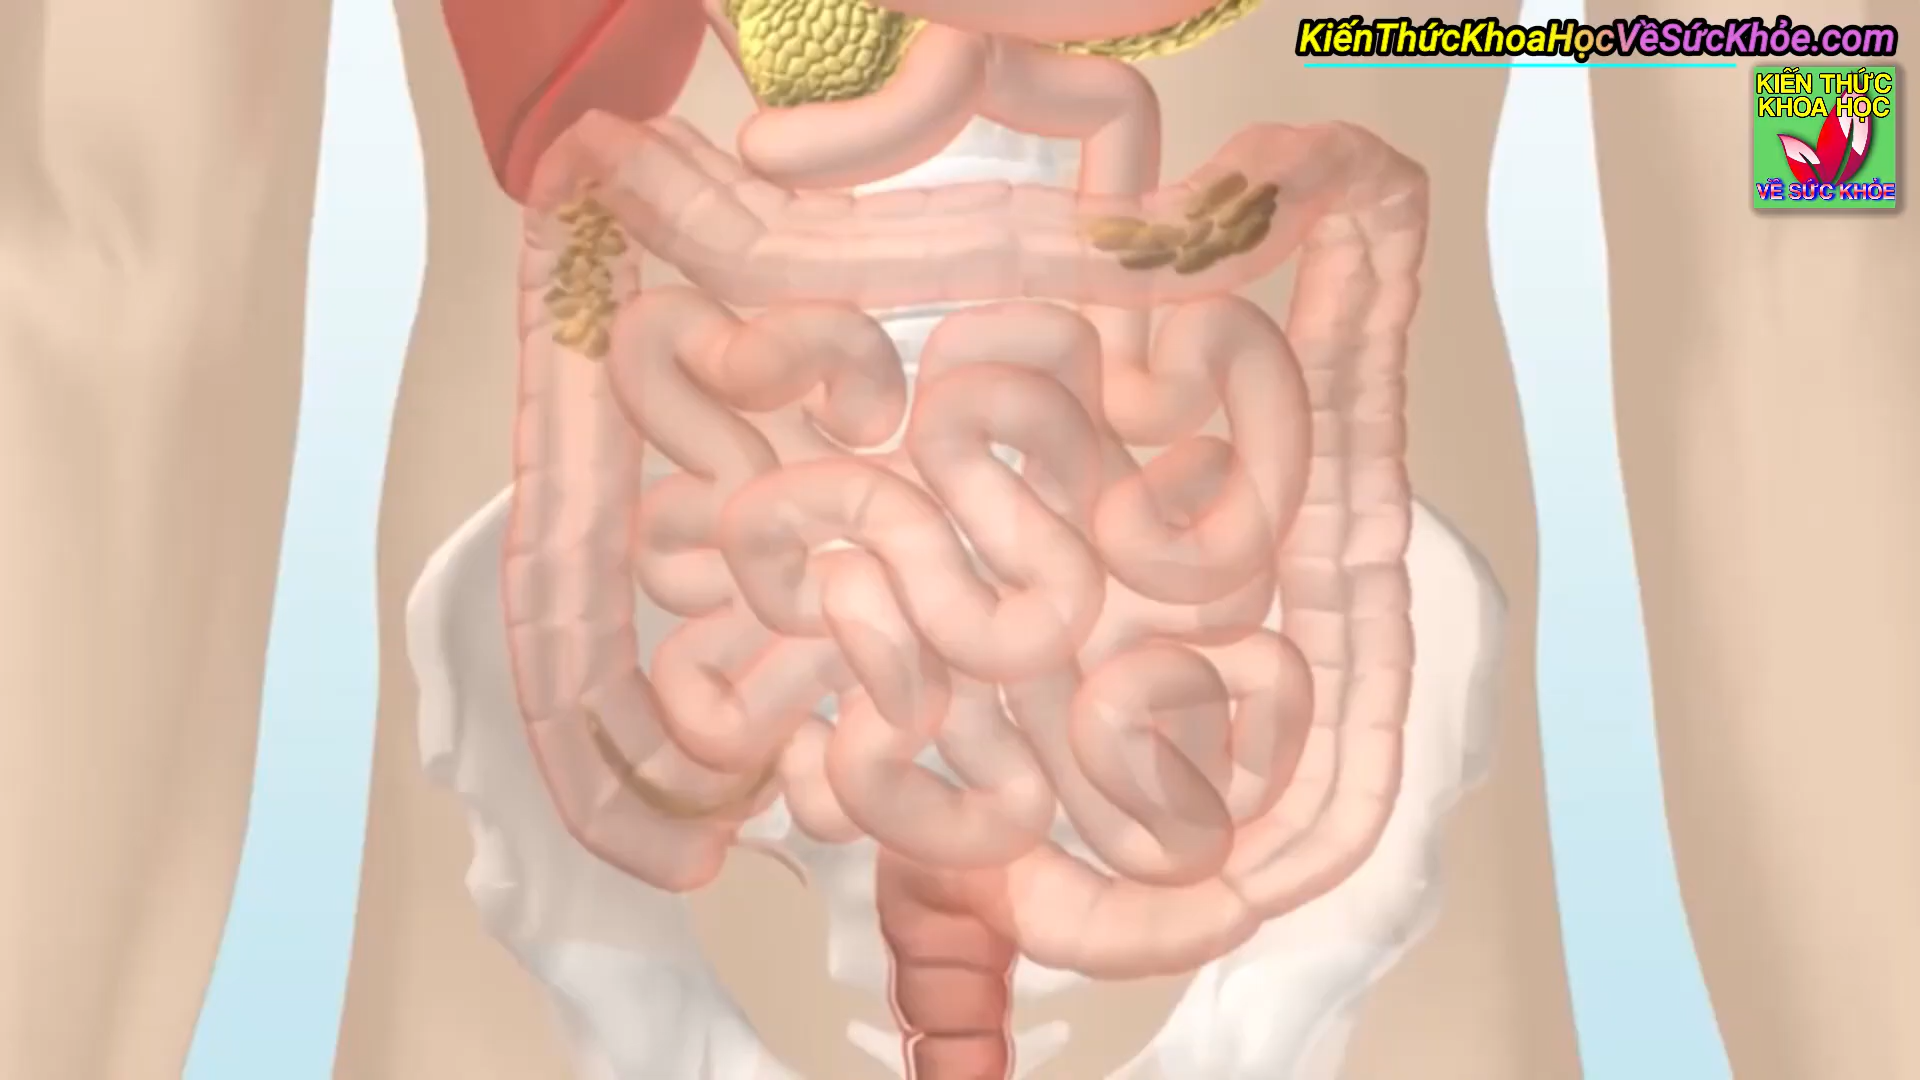 KiếnThứcKhoaHọcVềSứcKhỏe.com
KIẾN THỨC
KHOA HỌC
VỀ SỨC KHỎE